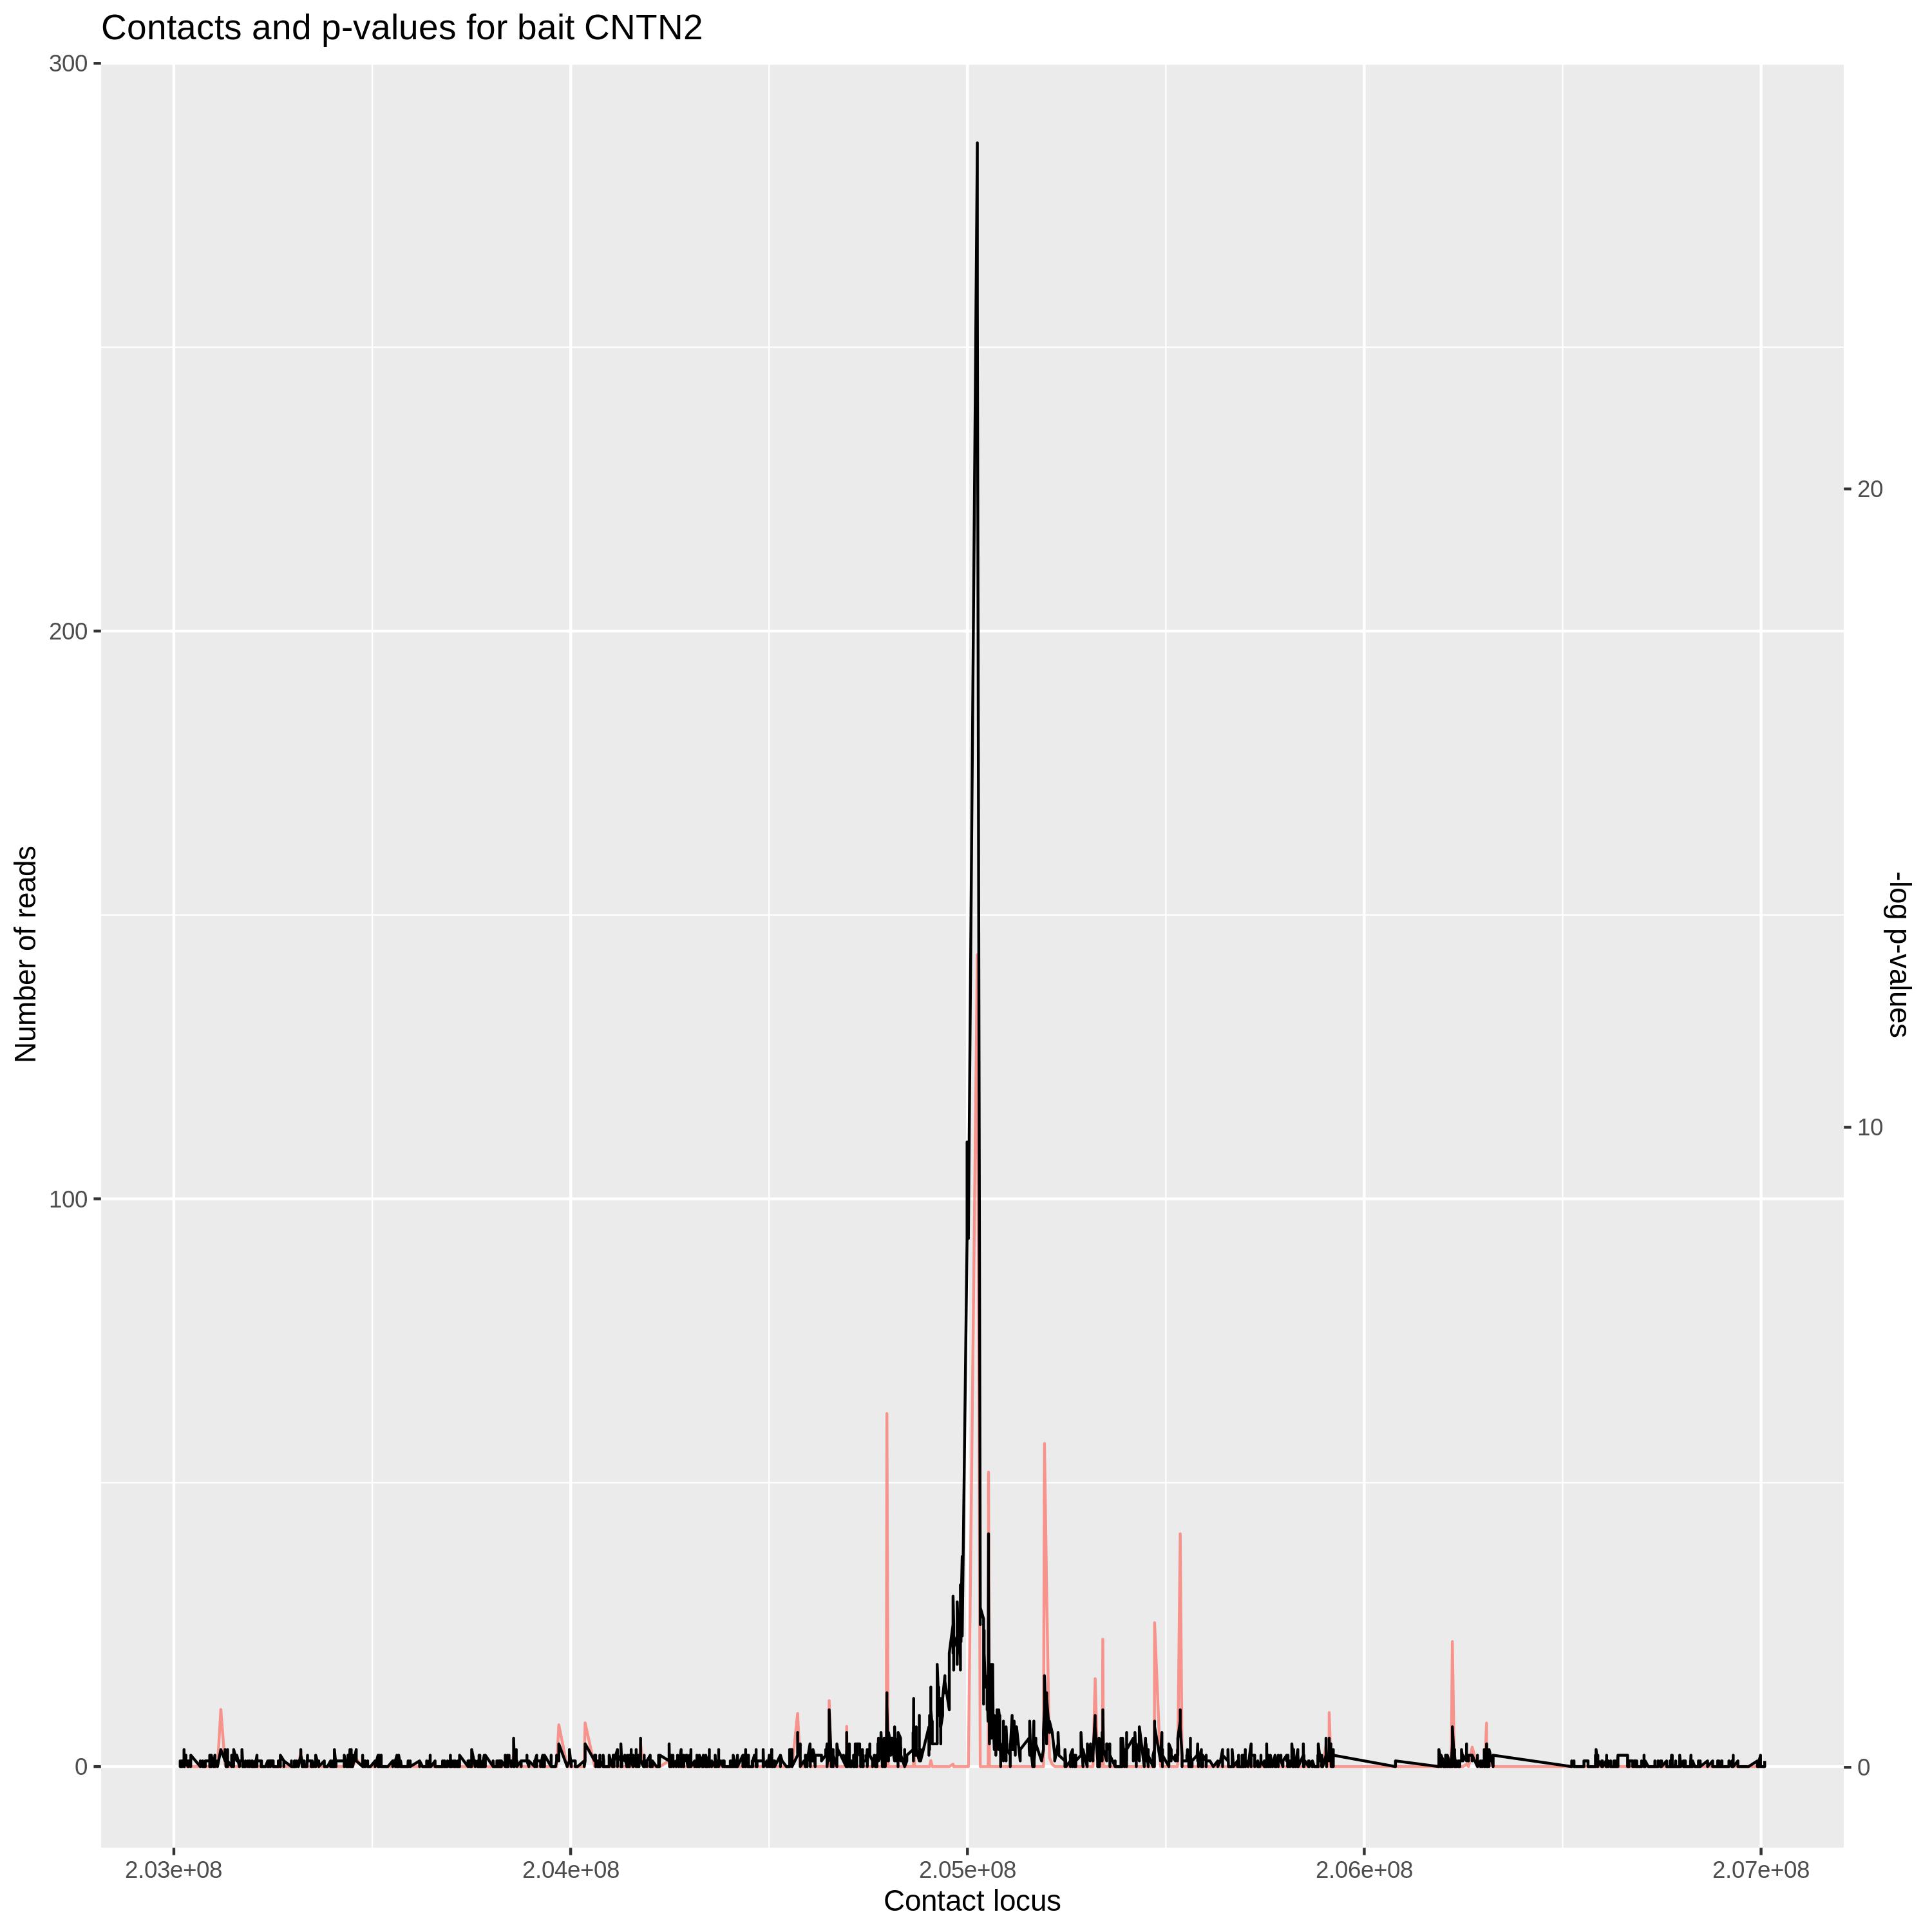 Contacts and p-values for bait CNTN2
300
200
100
0
Number of reads
20
10
0
-log p-values
2.03e+08
2.04e+08
2.05e+08
2.06e+08
2.07e+08
Contact locus